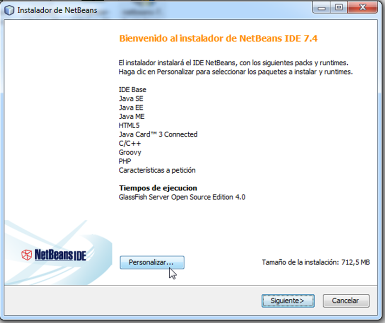 Instalador de NetBeans
Bienvenido al instalador de NetBeans IDE 7.4
El instalador instalará el IDE NetBeans, con los siguientes packs y runtimes.
Haga clic en Personalizar para seleccionar los paquetes a instalar y runtimes.
IDE Base
Java SE
Java EE
Java ME
HTML5
Java Card™ 3 Connected
C/C++
Groovy
PHP
Características a petición
Tiempos de ejecucion
GlassFish Server Open Source Edition 4.0
NetBeans IDE
Personalizar...
Tamaño de la instalación: 712,5 MB
Siguiente>
Cancelar